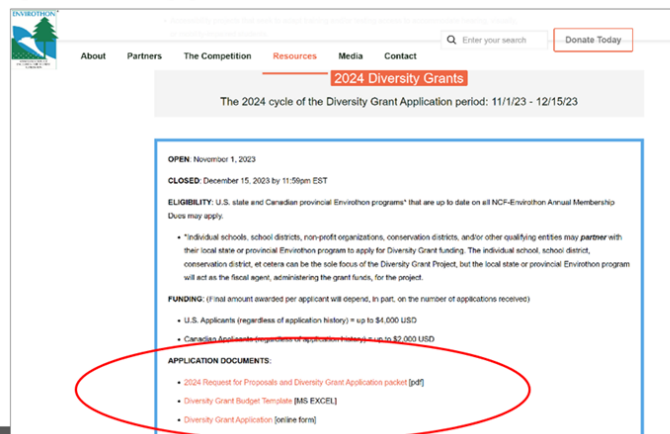 ENVIROTHON
Enter your search
Donate Today
About Partners The Competition Resources Media Contact
2024 Diversity Grants
The 2024 cycle of the Diversity Grant Application period: 11/1/23 - 12/15/23
OPEN: November 1, 2023
CLOSED: December 15, 2023 by 11:59pm EST
ELIGIBILITY: U.S. state and Canadian provincial Envirothon programs* that are up to date on all NCF-Envirothon Annual Membership
Dues may apply.
• *Individual schools, school districts, non-profit organizations, conservation districts, and/or other qualifying entities may partner with
their local state or provincial Envirothon program to apply for Diversity Grant funding. The individual school, school district,
conservation district, et cetera can be the sole focus of the Diversity Grant Project, but the local state or provincial Envirothon program
will act as the fiscal agent, administering the grant funds, for the project.
FUNDING: (Final amount awarded per applicant will depend, in part, on the number of applications received)
• U.S. Applicants (regardless of application history) = up to $4,000 USD
• Canadian Applicants (regardless of application history) = up to $2,000 USD
APPLICATION DOCUMENTS:
• 2024 Request for Proposals and Diversity Grant Application packet [pdf]
• Diversity Grant Budget Template [MS EXCEL]
• Diversity Grant Application [online form]